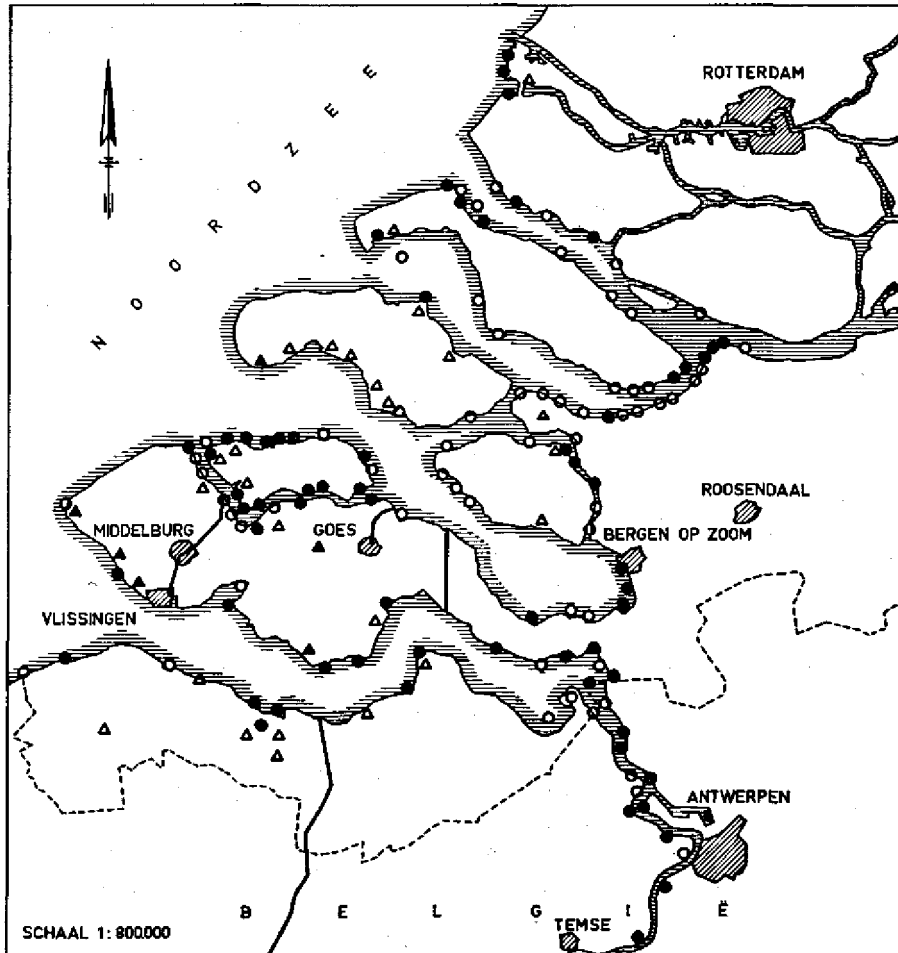 ROTTERDAM
NOORDZEE
N
ROOSENDAAL
MIDDELBURG
GOES
BERGEN OP ZOOM
VLISSINGEN
ANTWERPEN
BELGIË
TEMSE
SCHAAL 1:800.000